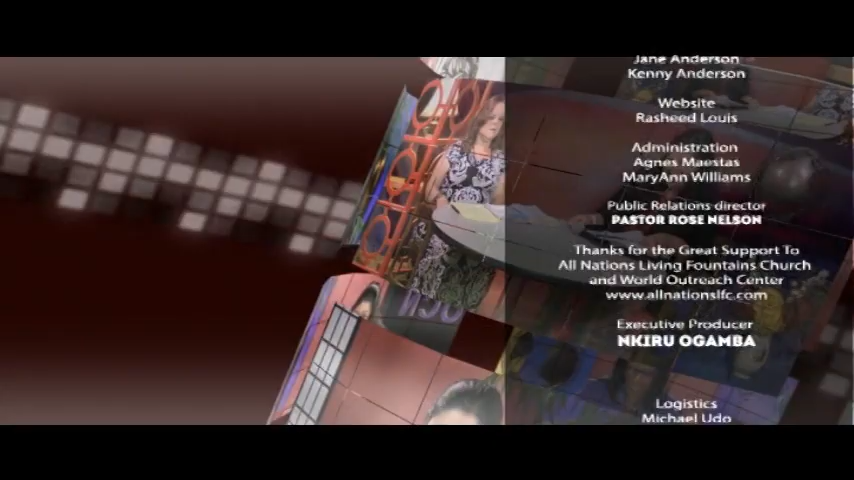 Jane Anderson
Kenny Anderson
Website
Rasheed Louis
Administration
Agnes Maestas
MaryAnn Williams
Public Relations director
PASTOR ROSE NELSON
Thanks for the Great Support To
All Nations Living Fountains Church
and World Outreach Center
www.allnationslfc.com
Executive Producer
NKIRU OGAMBA
Logistics
Michael Udo